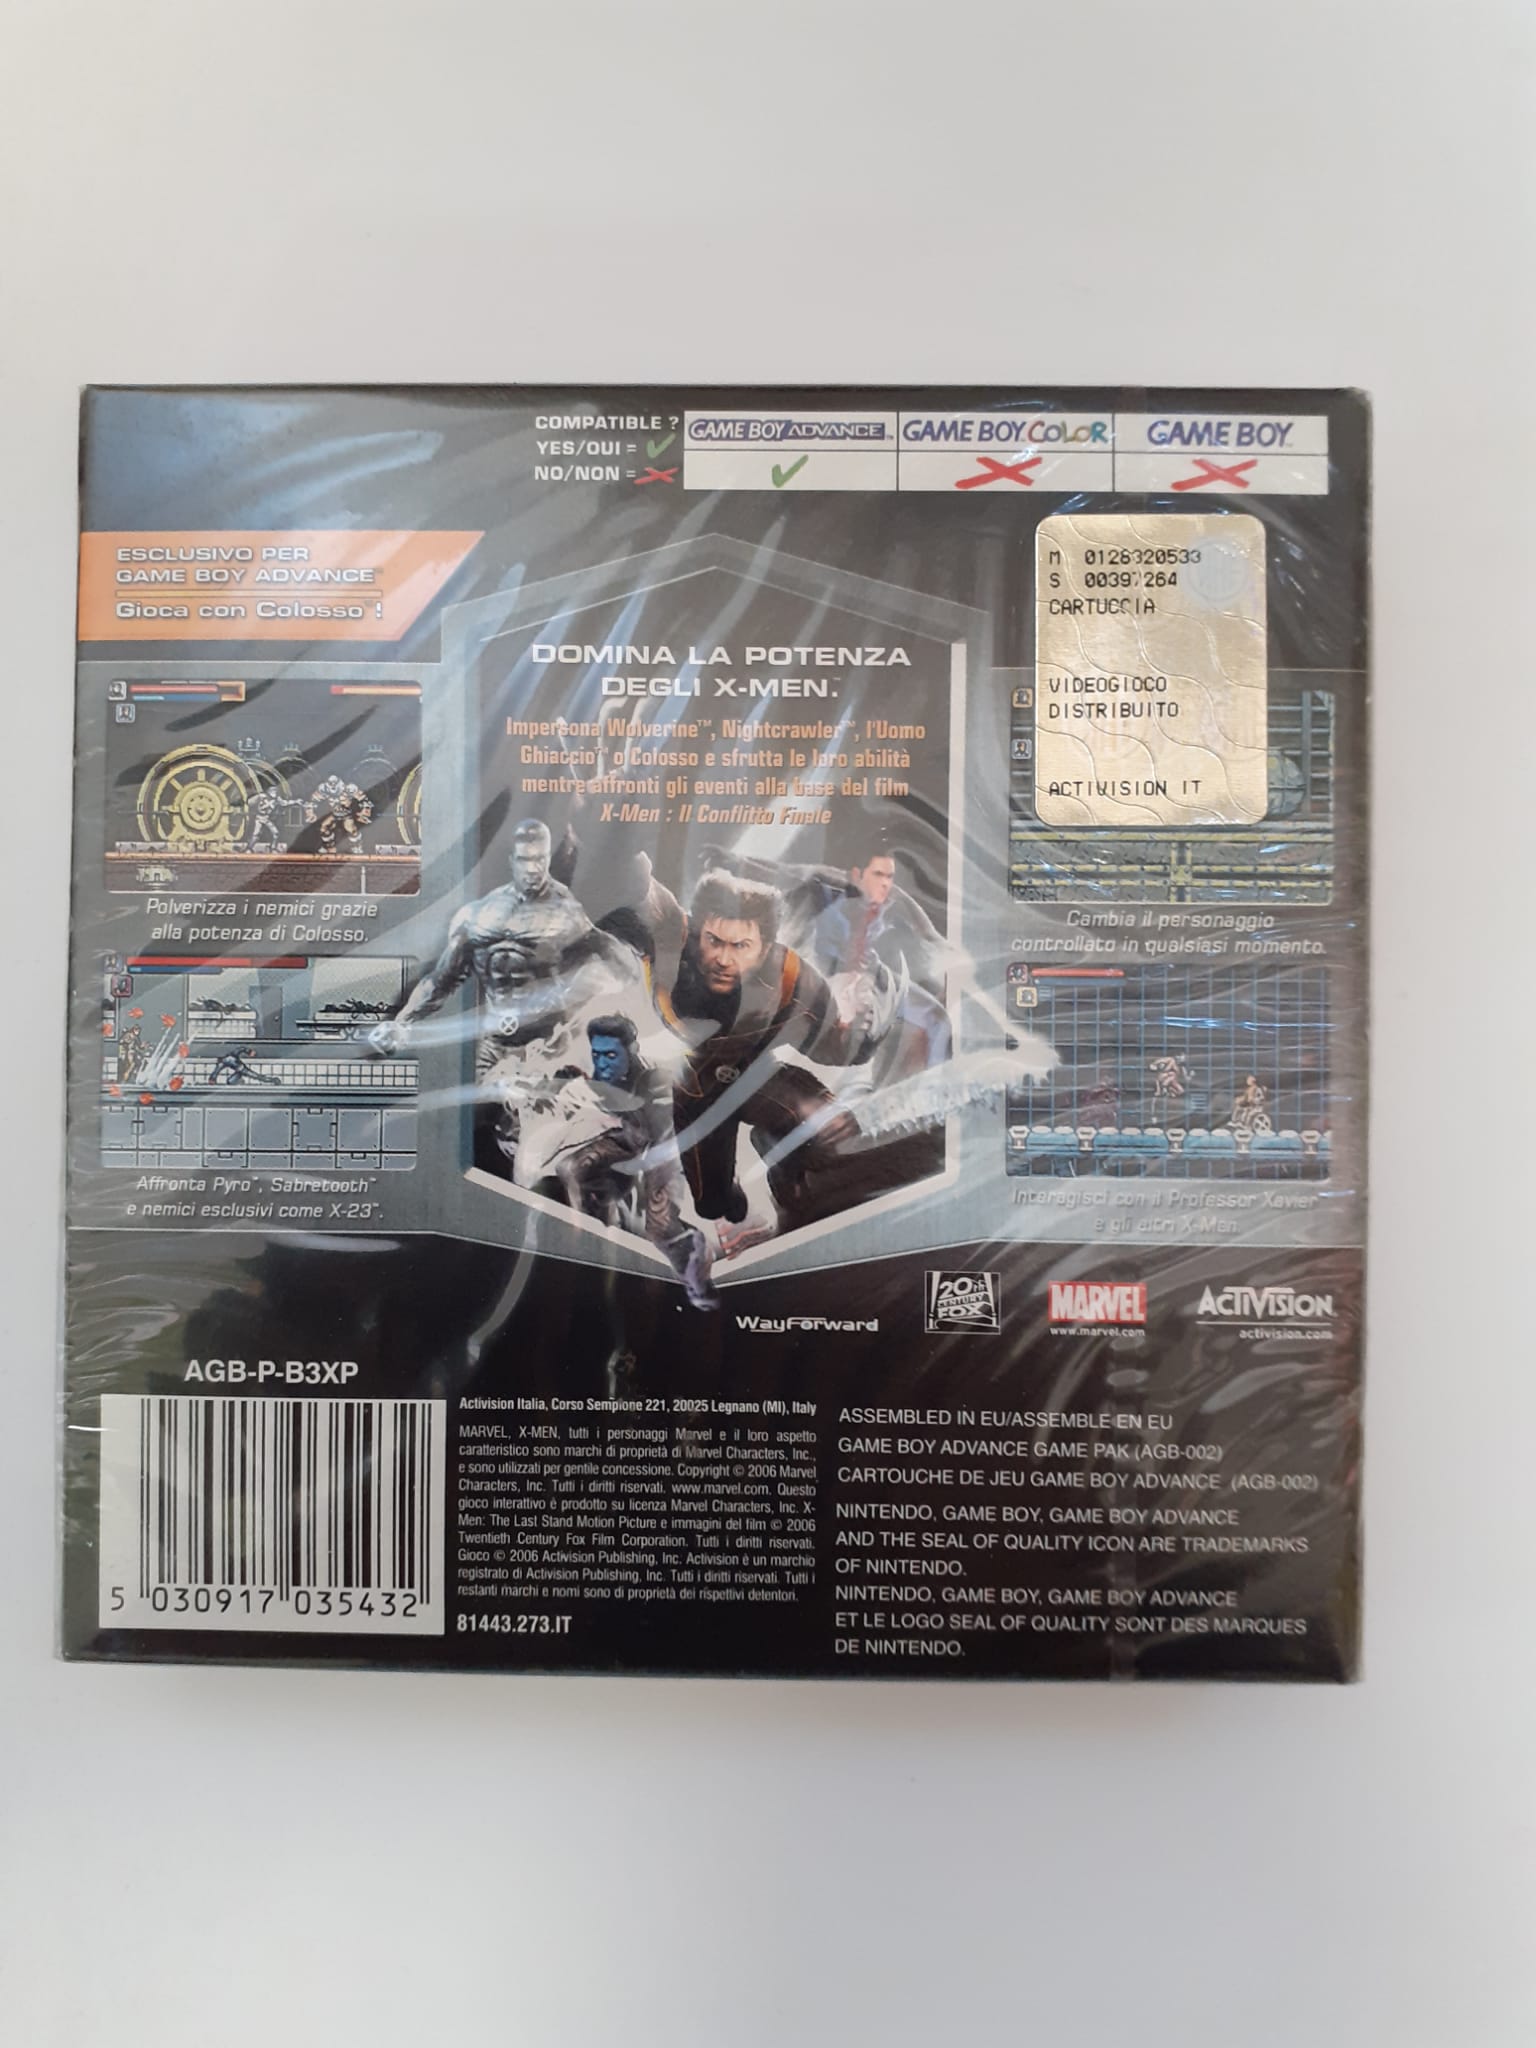 COMPATIBLE ?
YES/OUI =
NO/NON =
GAME BOY ADVANCE™
GAME BOY COLOR
GAME BOY™
ESCLUSIVO PER
GAME BOY ADVANCE™
Gioca con Colosso™!
M 0128320533
S 00397264
CARTUCCIA
VIDEOGIOCO
DISTRIBUITO
ACTIVISION IT
DOMINA LA POTENZA
DEGLI X-MEN.™
Impersona Wolverine™, Nightcrawler™, l'Uomo
Ghiaccio™ o Colosso e sfrutta le loro abilità
mentre affronti gli eventi alla base del film
X-Men : Il Conflitto Finale
Polverizza i nemici grazie
alla potenza di Colosso.
Cambia il personaggio
controllato in qualsiasi momento.
Affronta Pyro™, Sabretooth™
e nemici esclusivi come X-23™.
Interagisci con il Professor Xavier
e gli altri X-Men.
WayForward
20th
CENTURY
FOX
MARVEL
www.marvel.com
ACTIVISION
activision.com
AGB-P-B3XP
5 030917 035432
Activision Italia, Corso Sempione 221, 20025 Legnano (MI), Italy
MARVEL, X-MEN, tutti i personaggi Marvel e il loro aspetto
caratteristico sono marchi di proprietà di Marvel Characters, Inc.,
e sono utilizzati per gentile concessione. Copyright © 2006 Marvel
Characters, Inc. Tutti i diritti riservati. www.marvel.com. Questo
gioco interattivo è prodotto su licenza Marvel Characters, Inc. X-
Men: The Last Stand Motion Picture e immagini del film © 2006
Twentieth Century Fox Film Corporation. Tutti i diritti riservati.
Gioco © 2006 Activision Publishing, Inc. Activision è un marchio
registrato di Activision Publishing, Inc. Tutti i diritti riservati. Tutti i
restanti marchi e nomi sono di proprietà dei rispettivi detentori.
81443.273.IT
ASSEMBLED IN EU/ASSEMBLE EN EU
GAME BOY ADVANCE GAME PAK (AGB-002)
CARTOUCHE DE JEU GAME BOY ADVANCE (AGB-002)
NINTENDO, GAME BOY, GAME BOY ADVANCE
AND THE SEAL OF QUALITY ICON ARE TRADEMARKS
OF NINTENDO.
NINTENDO, GAME BOY, GAME BOY ADVANCE
ET LE LOGO SEAL OF QUALITY SONT DES MARQUES
DE NINTENDO.